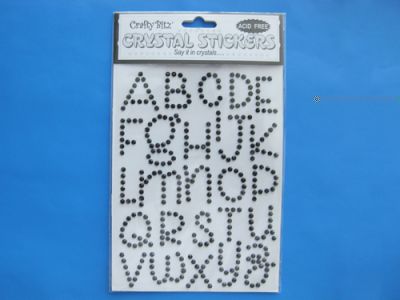 Crafty Bitz
ACID FREE
CRYSTAL STICKERS
Say it in crystals....
ABCDE
FGHIJK
LMNOP
QRSTU
VWXYZ